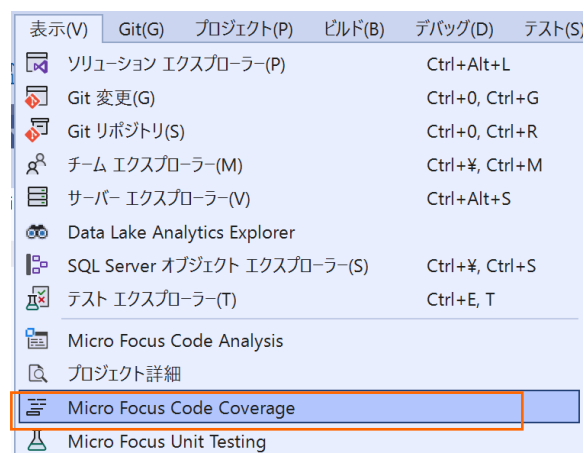 表示(V) Git(G) プロジェクト(P) ビルド(B) デバッグ(D) テスト(S)
ソリューション エクスプローラー(P) Ctrl+Alt+L
Git 変更(G) Ctrl+0, Ctrl+G
Git リポジトリ(S) Ctrl+0, Ctrl+R
チーム エクスプローラー(M) Ctrl+¥, Ctrl+M
サーバー エクスプローラー(V) Ctrl+Alt+S
Data Lake Analytics Explorer
SQL Server オブジェクト エクスプローラー(S) Ctrl+¥, Ctrl+S
テスト エクスプローラー(T) Ctrl+E, T
Micro Focus Code Analysis
プロジェクト詳細
Micro Focus Code Coverage
Micro Focus Unit Testing